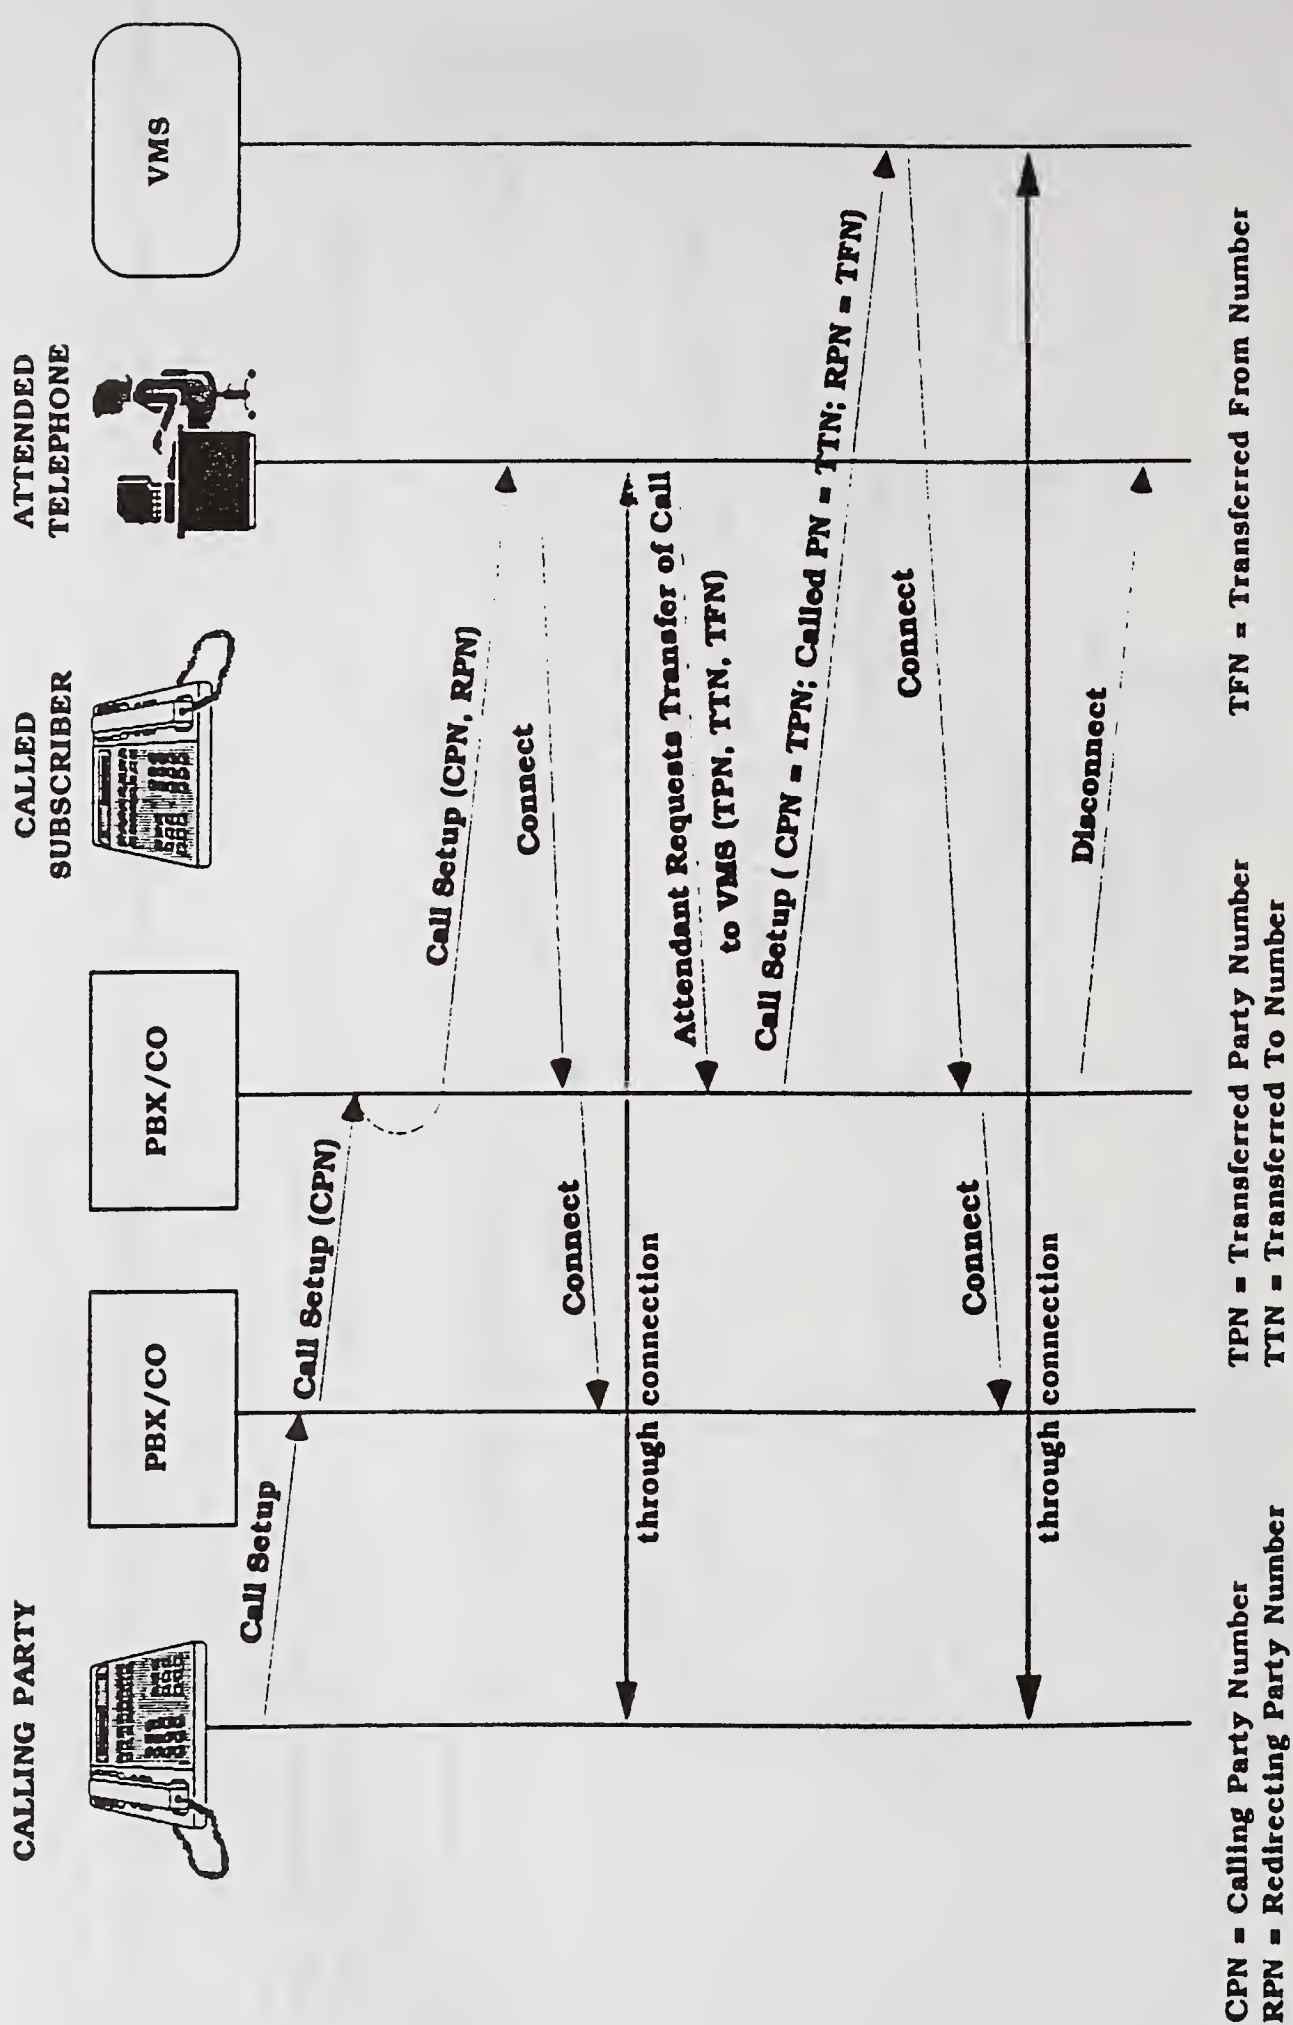 CALLING PARTY
PBX/CO
PBX/CO
CALLED
SUBSCRIBER
ATTENDED
TELEPHONE
VMS
Call Setup
Call Setup (CPN)
Call Setup (CPN, RPN)
Connect
Connect
through connection
Attendant Requests Transfer of Call
to VMS (TPN, TTN, TFN)
Call Setup ( CPN = TPN; Called PN = TTN; RPN = TFN)
Connect
Connect
through connection
Disconnect
CPN = Calling Party Number
RPN = Redirecting Party Number
TPN = Transferred Party Number
TTN = Transferred To Number
TFN = Transferred From Number